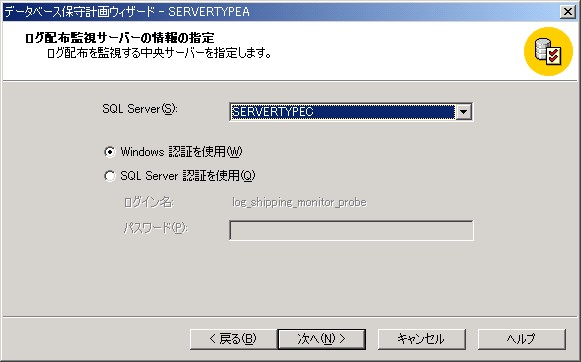 データベース保守計画ウィザード - SERVERTYPEA
ログ配布監視サーバーの情報の指定
ログ配布を監視する中央サーバーを指定します。
SQL Server(S): SERVERTYPEC
Windows 認証を使用(W)
SQL Server 認証を使用(Q)
ログイン名: log_shipping_monitor_probe
パスワード(P):
< 戻る(B) 次へ(N) > キャンセル ヘルプ